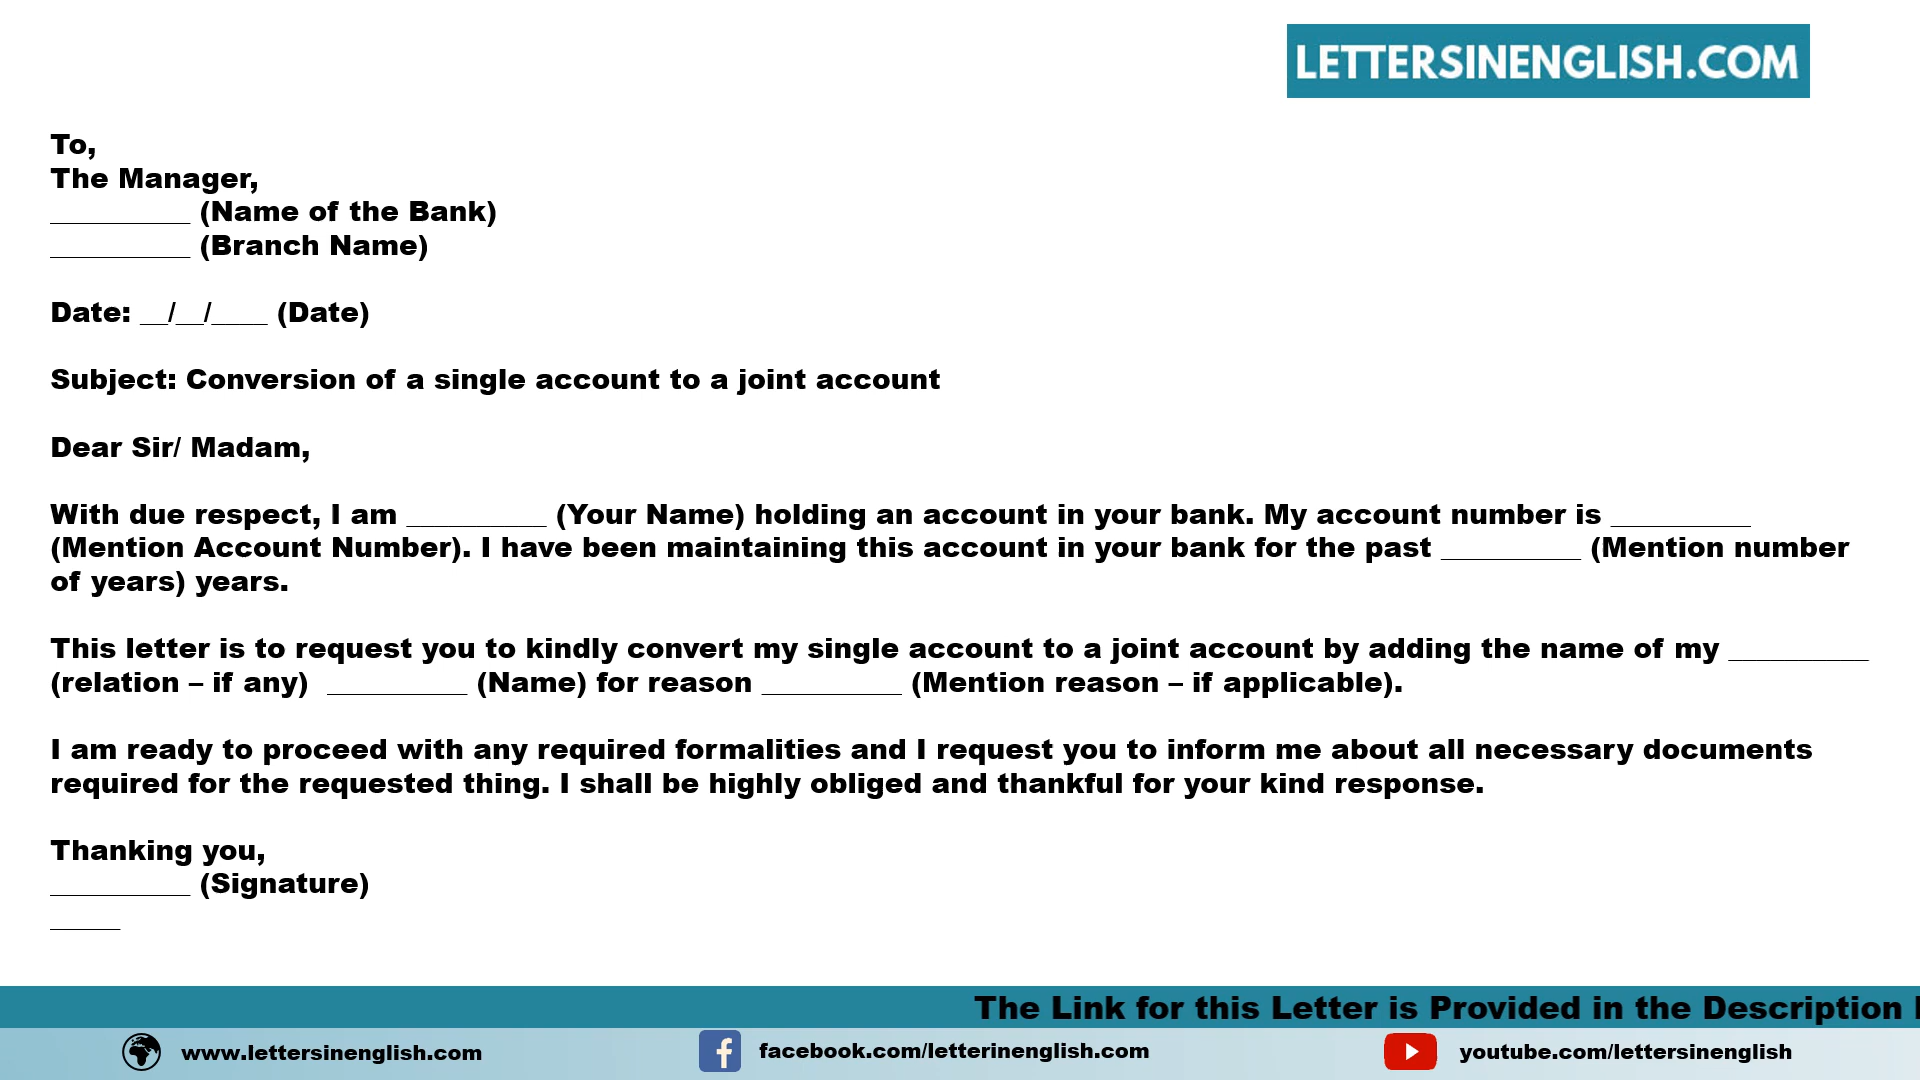 LETTERSINENGLISH.COM
To,
The Manager,
__________ (Name of the Bank)
__________ (Branch Name)
Date: __/__/____ (Date)
Subject: Conversion of a single account to a joint account
Dear Sir/ Madam,
With due respect, I am __________ (Your Name) holding an account in your bank. My account number is __________
(Mention Account Number). I have been maintaining this account in your bank for the past __________ (Mention number
of years) years.
This letter is to request you to kindly convert my single account to a joint account by adding the name of my __________
(relation – if any)  __________ (Name) for reason __________ (Mention reason – if applicable).
I am ready to proceed with any required formalities and I request you to inform me about all necessary documents
required for the requested thing. I shall be highly obliged and thankful for your kind response.
Thanking you,
__________ (Signature)
_____
The Link for this Letter is Provided in the Description
www.lettersinenglish.com
facebook.com/letterinenglish.com
youtube.com/lettersinenglish